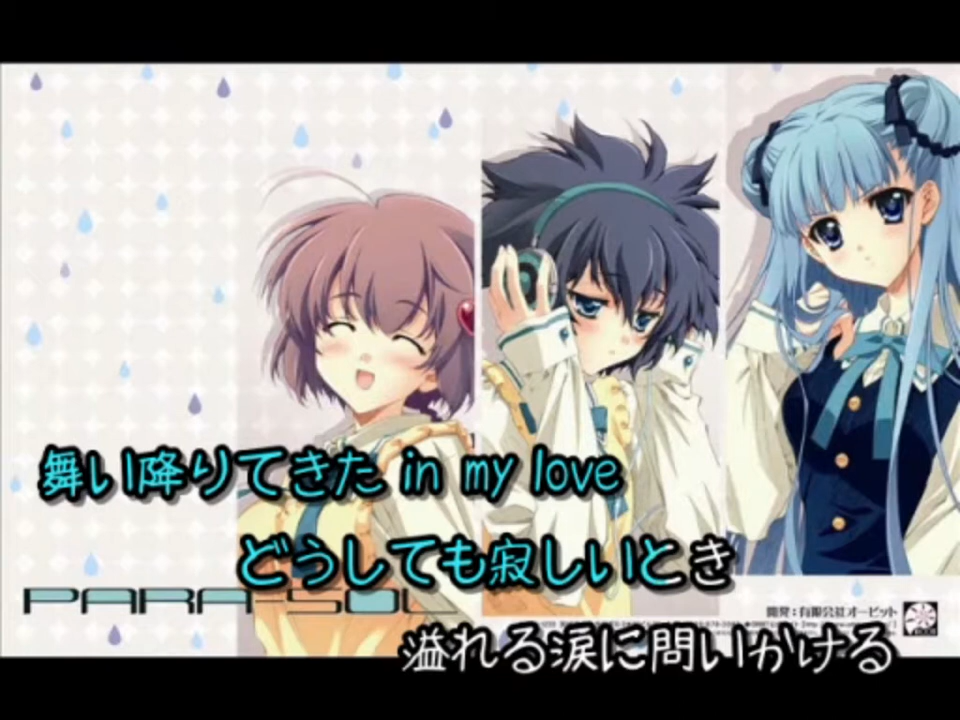 舞い降りてきた in my love
どうしても寂しいとき
PARA-SOL
開発:有限会社オービット
溢れる涙に問いかける